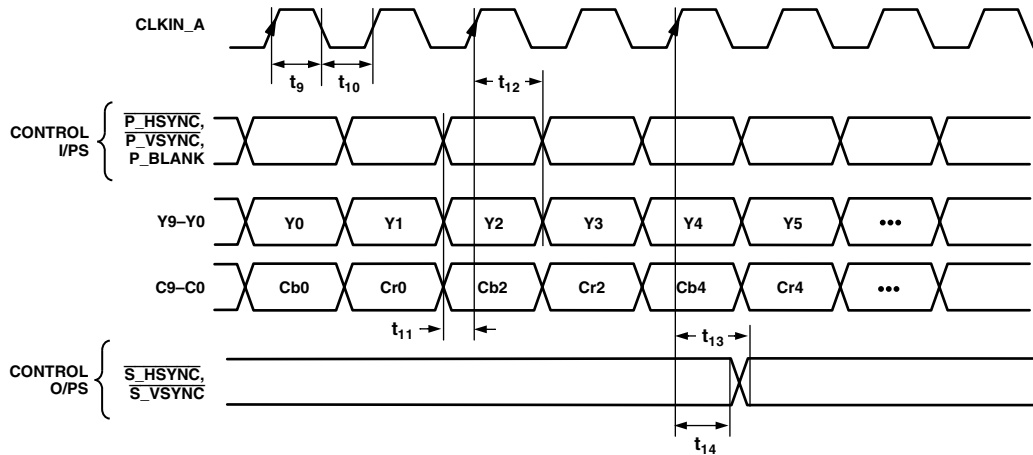 CLKIN_A
t9
t10
t12
CONTROL
I/PS
P_HSYNC,
P_VSYNC,
P_BLANK
Y9–Y0
Y0
Y1
Y2
Y3
Y4
Y5
•••
C9–C0
Cb0
Cr0
Cb2
Cr2
Cb4
Cr4
•••
t11
t13
CONTROL
O/PS
S_HSYNC,
S_VSYNC
t14